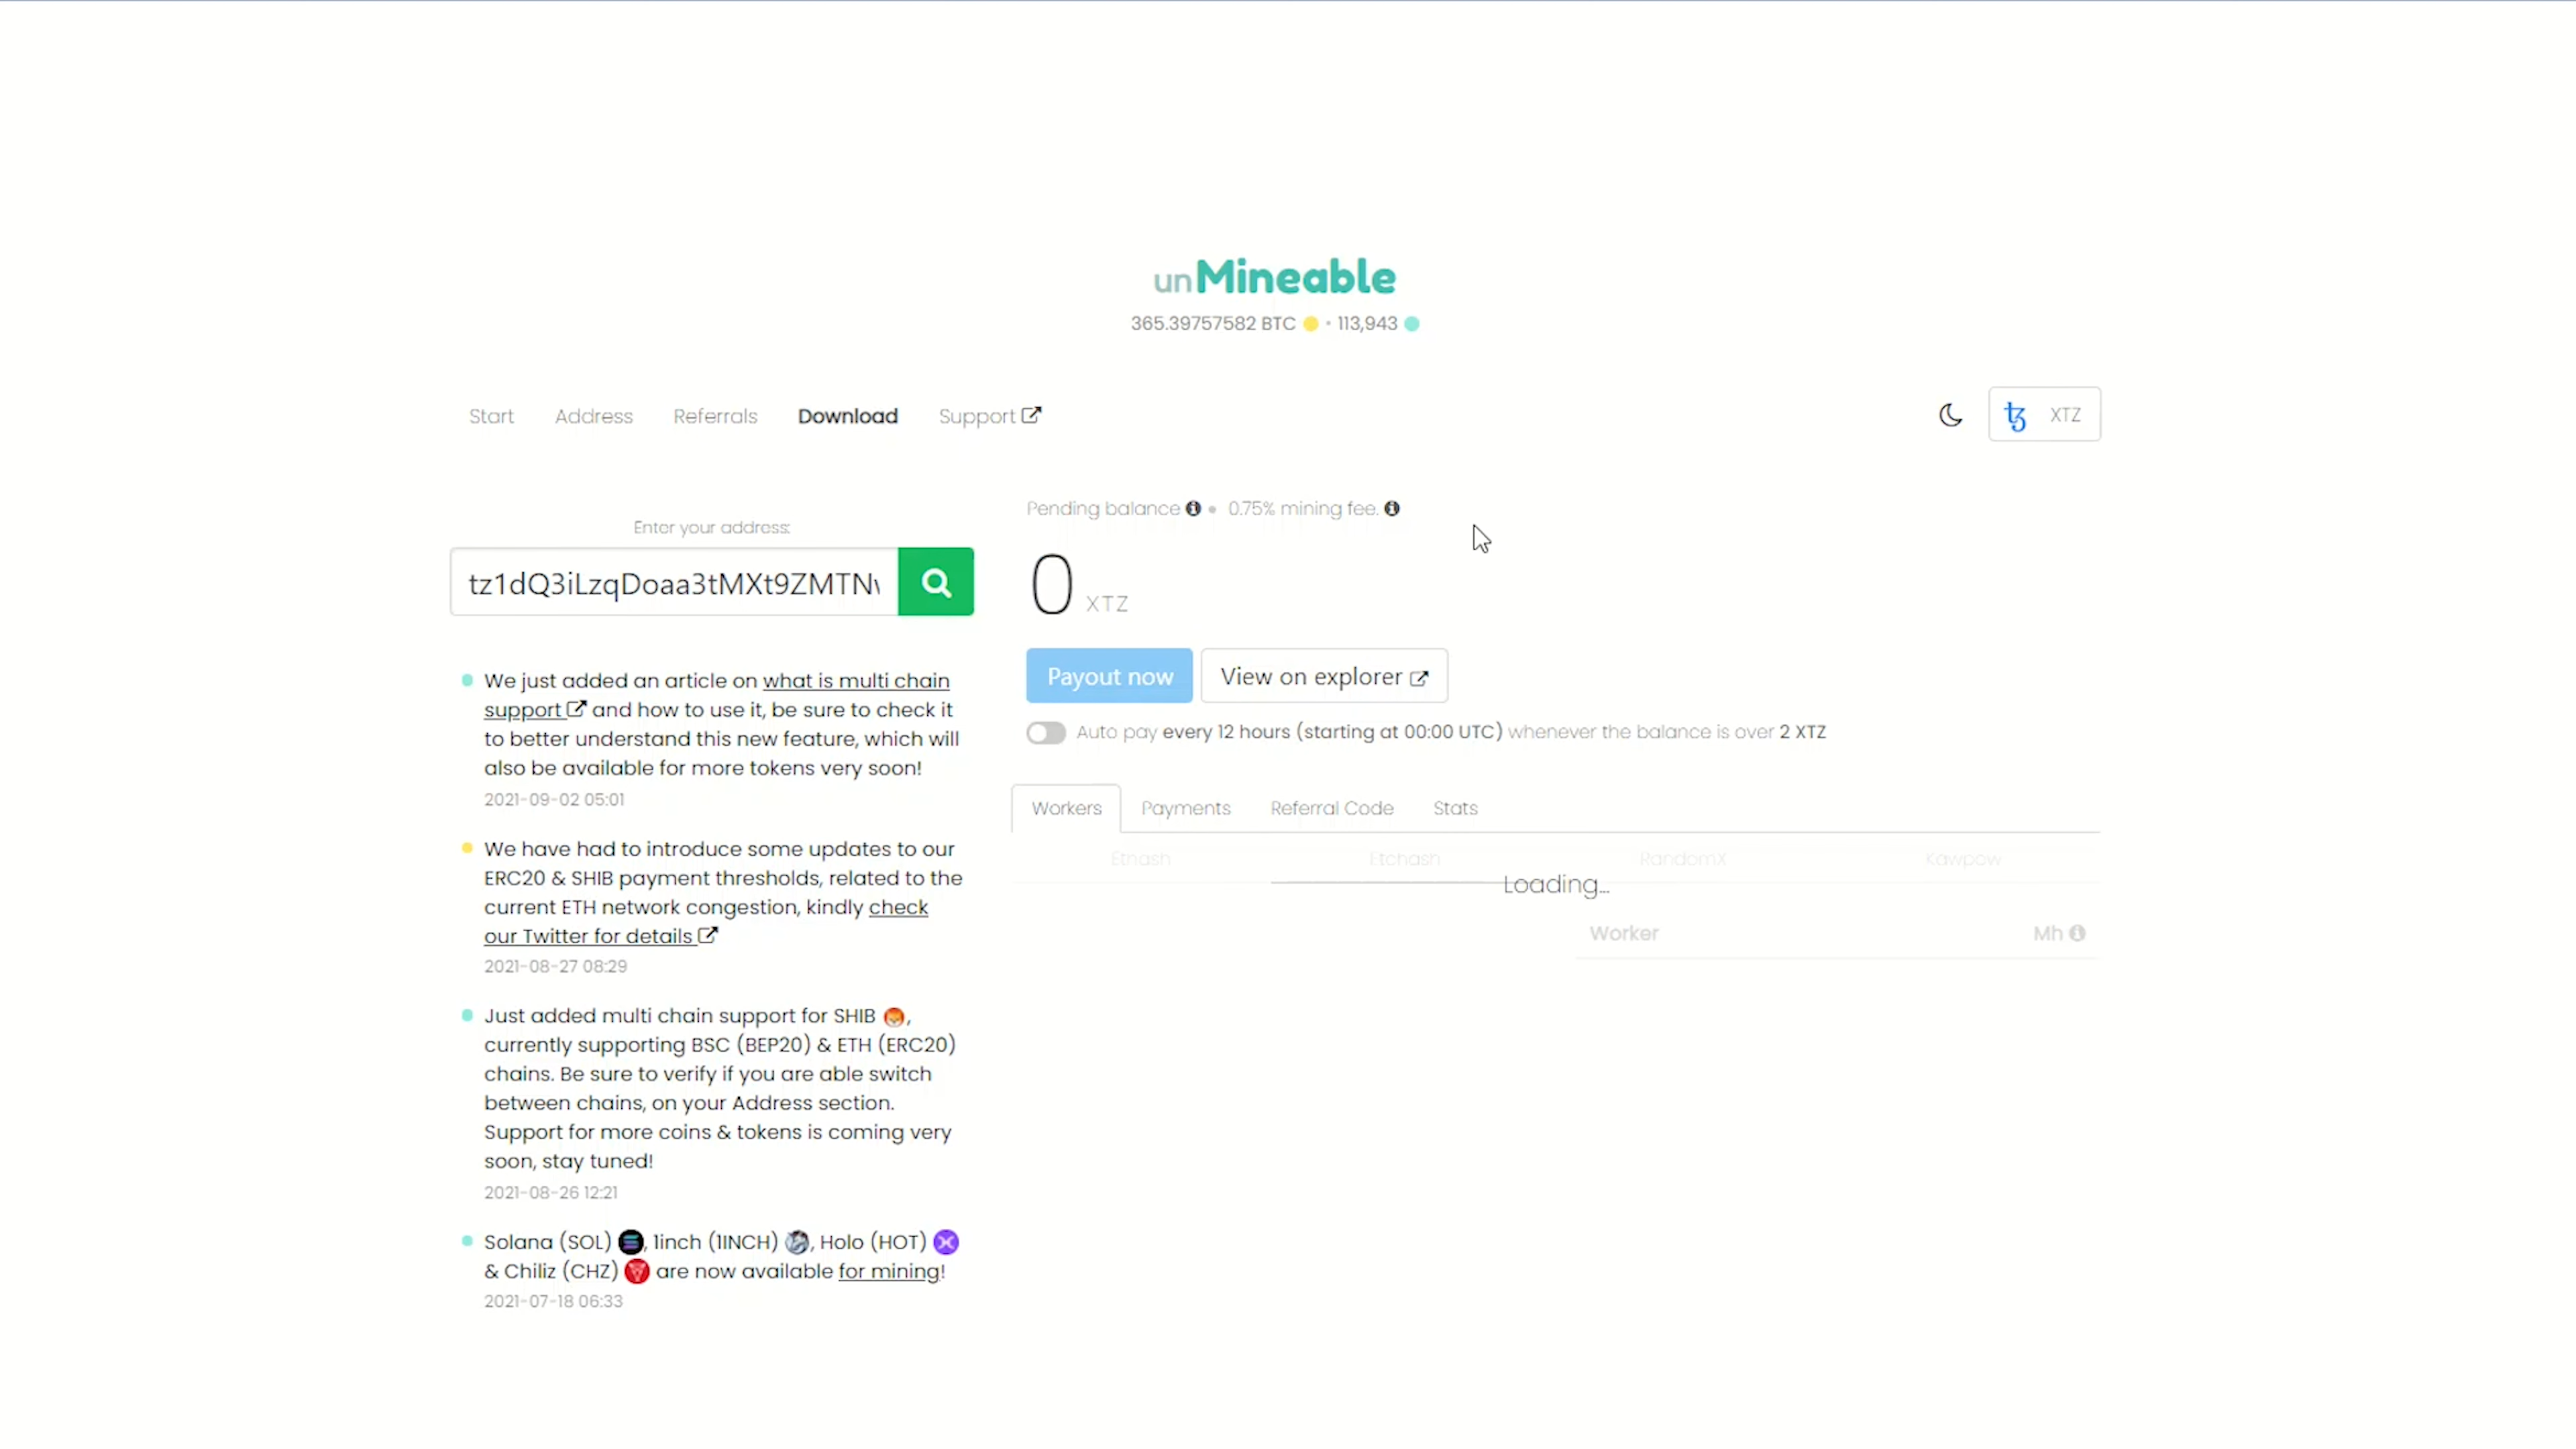 unMineable
365.39757582 BTC • 113,943
Start Address Referrals Download Support
XTZ
Enter your address:
tz1dQ3iLzqDoaa3tMXt9ZMTN
We just added an article on what is multi chain
support and how to use it, be sure to check it
to better understand this new feature, which will
also be available for more tokens very soon!
2021-09-02 05:01
We have had to introduce some updates to our
ERC20 & SHIB payment thresholds, related to the
current ETH network congestion, kindly check
our Twitter for details
2021-08-27 08:29
Just added multi chain support for SHIB ,
currently supporting BSC (BEP20) & ETH (ERC20)
chains. Be sure to verify if you are able switch
between chains, on your Address section.
Support for more coins & tokens is coming very
soon, stay tuned!
2021-08-26 12:21
Solana (SOL) , 1inch (1INCH) , Holo (HOT)
& Chiliz (CHZ) are now available for mining!
2021-07-18 06:33
Pending balance • 0.75% mining fee.
0 XTZ
Payout now View on explorer
Auto pay every 12 hours (starting at 00:00 UTC) whenever the balance is over 2 XTZ
Workers Payments Referral Code Stats
Ethash Etchash RandomX Kawpow
Loading...
Worker Mh